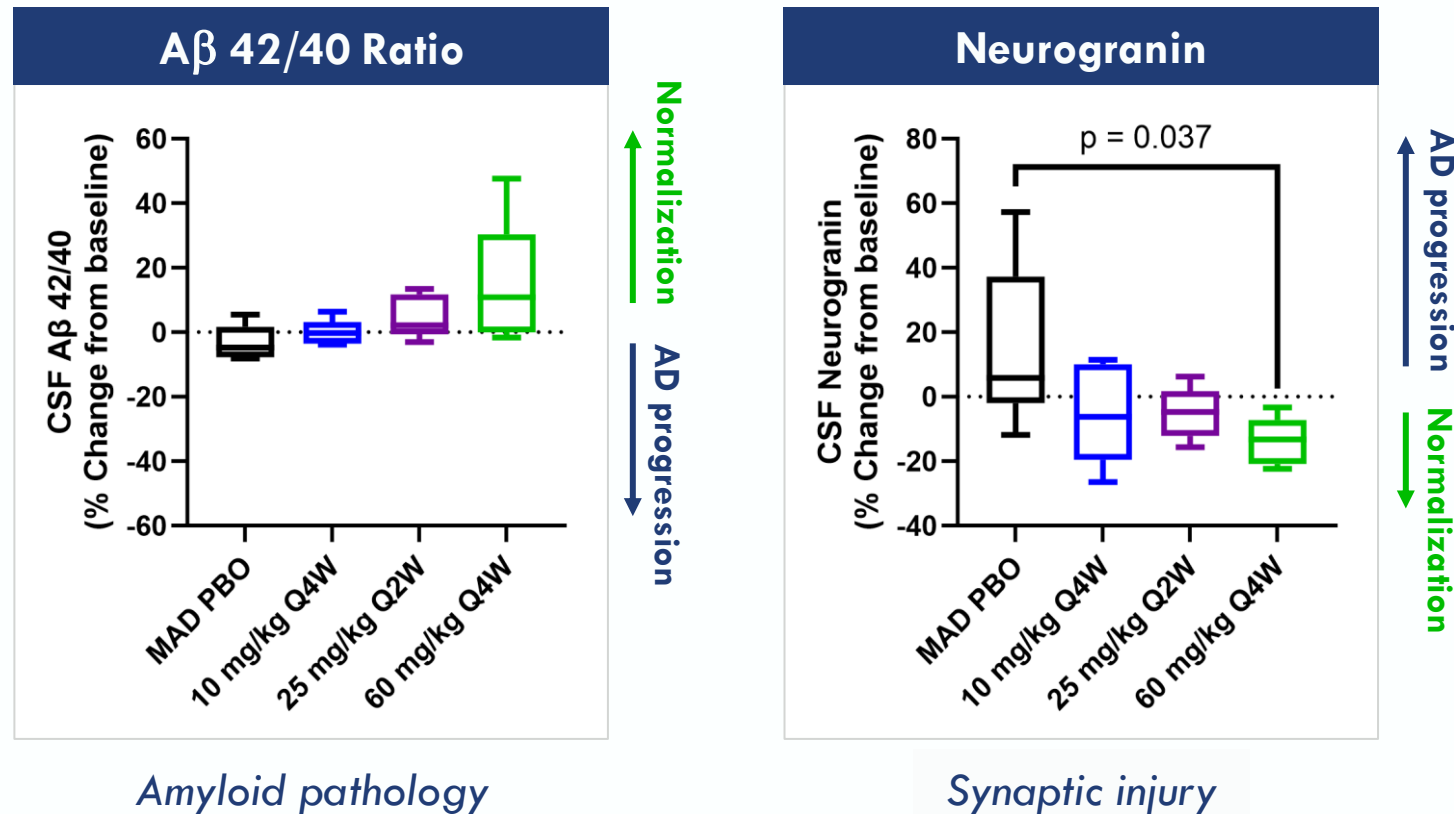 Aβ 42/40 Ratio
CSF Aβ 42/40
(% Change from baseline)
60
40
20
0
-20
-40
-60
MAD PBO
10 mg/kg Q4W
25 mg/kg Q2W
60 mg/kg Q4W
Normalization
AD progression
Amyloid pathology
Neurogranin
CSF Neurogranin
(% Change from baseline)
80
60
40
20
0
-20
-40
p = 0.037
MAD PBO
10 mg/kg Q4W
25 mg/kg Q2W
60 mg/kg Q4W
AD progression
Normalization
Synaptic injury